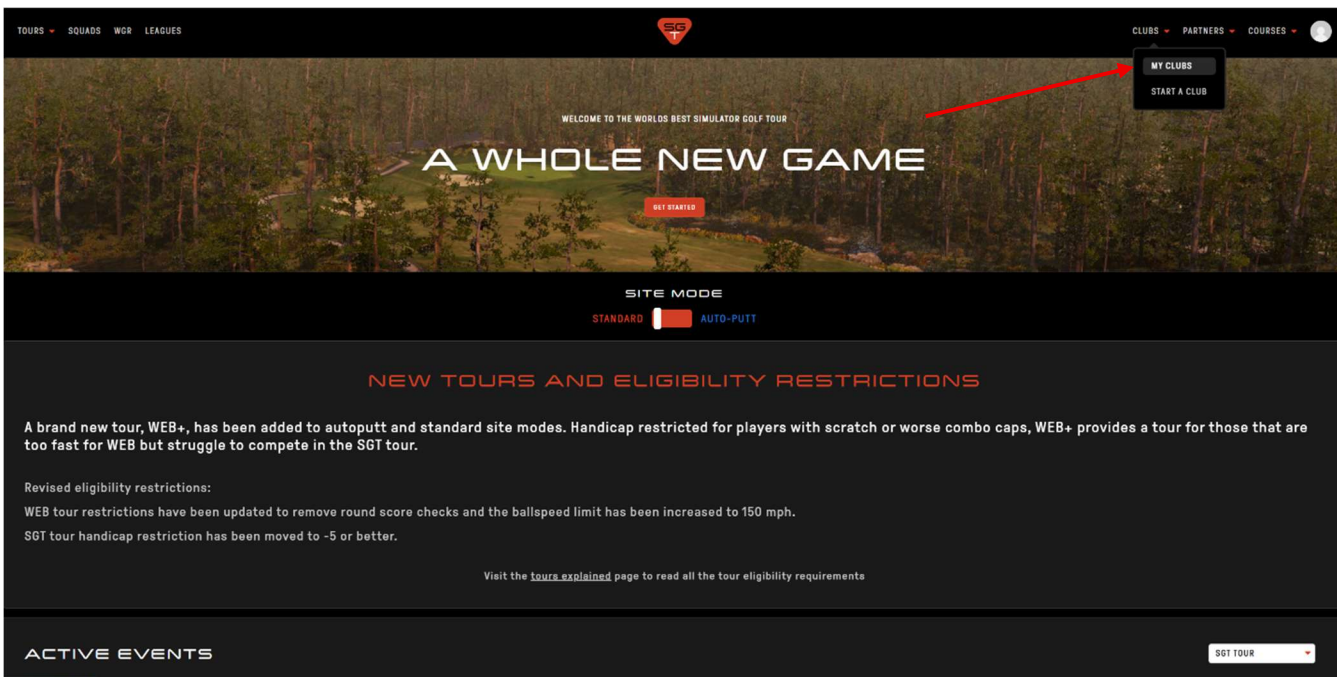 TOURS SQUADS WGR LEAGUES
SGT
CLUBS PARTNERS COURSES
MY CLUBS
START A CLUB
WELCOME TO THE WORLDS BEST SIMULATOR GOLF TOUR
A WHOLE NEW GAME
GET STARTED
SITE MODE
STANDARD AUTO-PUTT
NEW TOURS AND ELIGIBILITY RESTRICTIONS
A brand new tour, WEB+, has been added to autoputt and standard site modes. Handicap restricted for players with scratch or worse combo caps, WEB+ provides a tour for those that are
too fast for WEB but struggle to compete in the SGT tour.
Revised eligibility restrictions:
WEB tour restrictions have been updated to remove round score checks and the ballspeed limit has been increased to 150 mph.
SGT tour handicap restriction has been moved to -5 or better.
Visit the tours explained page to read all the tour eligibility requirements
ACTIVE EVENTS
SGT TOUR